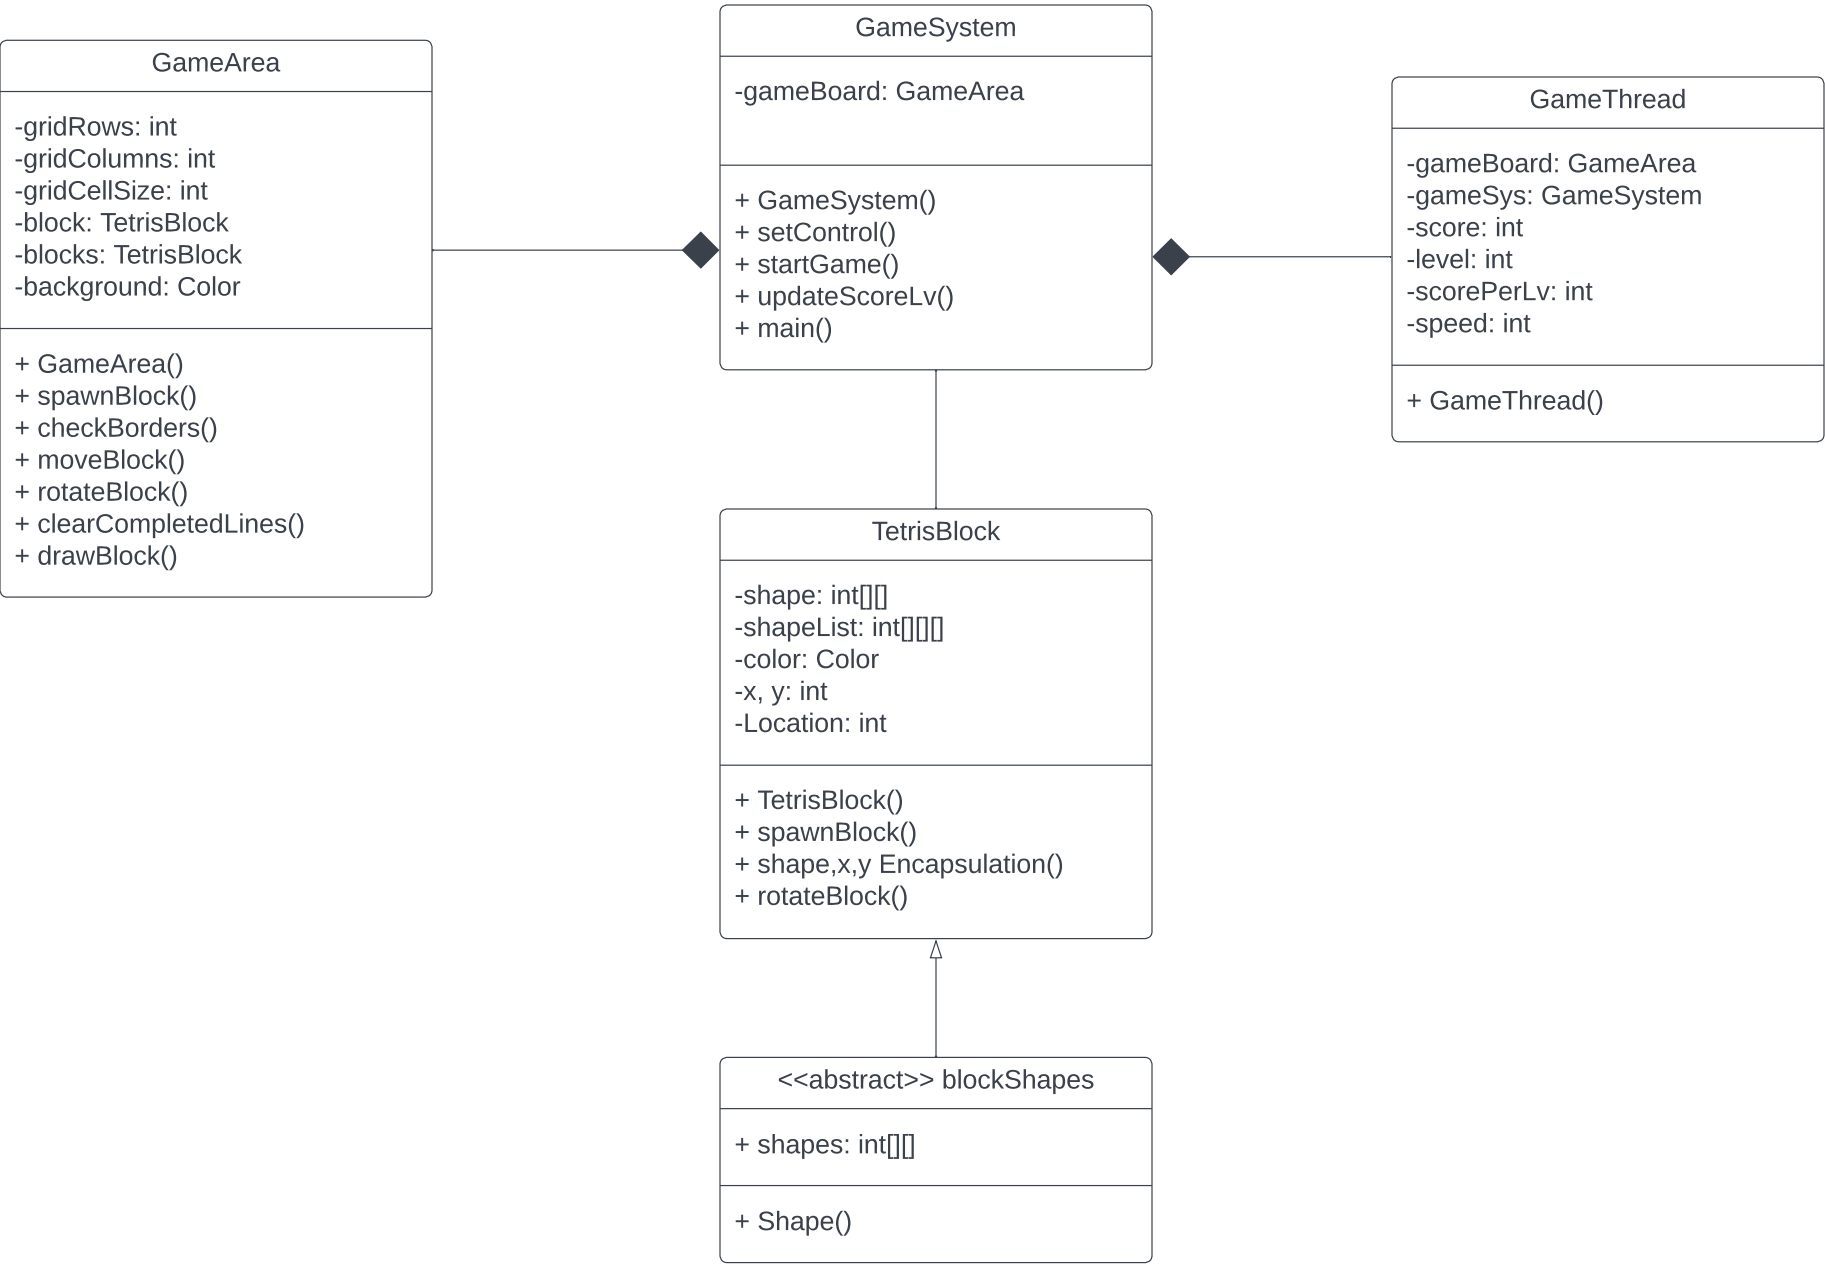 GameArea
-gridRows: int
-gridColumns: int
-gridCellSize: int
-block: TetrisBlock
-blocks: TetrisBlock
-background: Color
+ GameArea()
+ spawnBlock()
+ checkBorders()
+ moveBlock()
+ rotateBlock()
+ clearCompletedLines()
+ drawBlock()
GameSystem
-gameBoard: GameArea
+ GameSystem()
+ setControl()
+ startGame()
+ updateScoreLv()
+ main()
GameThread
-gameBoard: GameArea
-gameSys: GameSystem
-score: int
-level: int
-scorePerLv: int
-speed: int
+ GameThread()
TetrisBlock
-shape: int[][]
-shapeList: int[][][]
-color: Color
-x, y: int
-Location: int
+ TetrisBlock()
+ spawnBlock()
+ shape,x,y Encapsulation()
+ rotateBlock()
<<abstract>> blockShapes
+ shapes: int[][]
+ Shape()